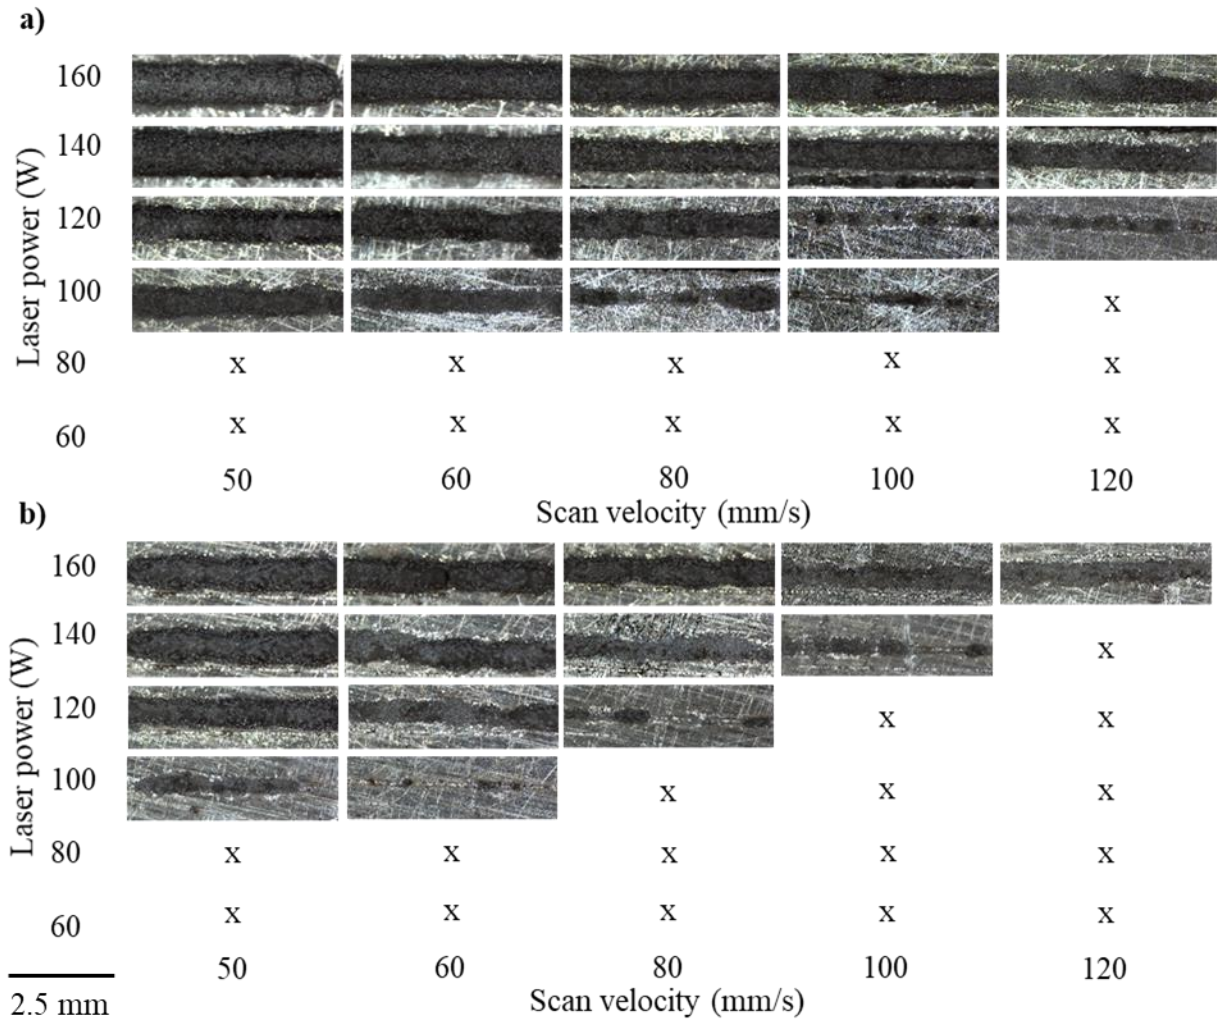 a)
160
140
120
100 x
80 x x x x x
60 x x x x x
50 60 80 100 120
Laser power (W)
Scan velocity (mm/s)
b)
160
140 x
120 x x
100 x x x
80 x x x x x
60 x x x x x
50 60 80 100 120
Laser power (W)
Scan velocity (mm/s)
2.5 mm